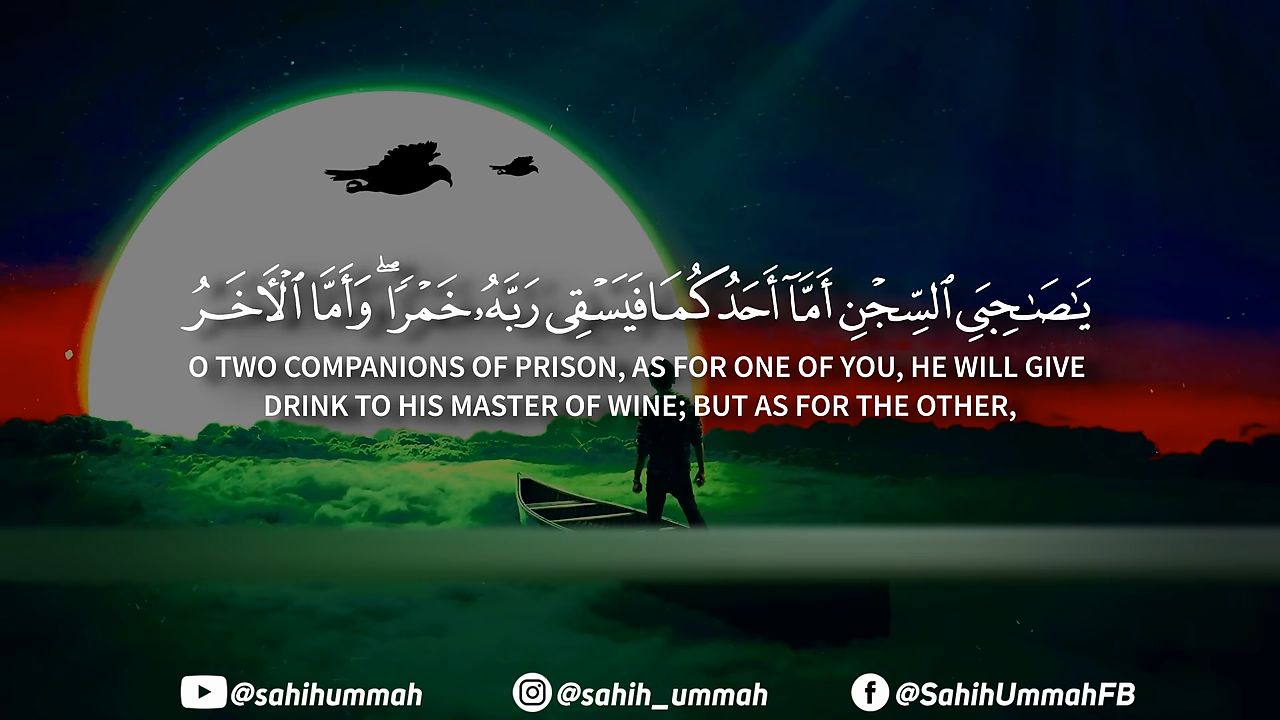 يَـٰصَـٰحِبَىِ ٱلسِّجْنِ أَمَّآ أَحَدُكُمَا فَيَسْقِى رَبَّهُۥ خَمْرًا ۖ وَأَمَّا ٱلْـَٔاخَرُ
O TWO COMPANIONS OF PRISON, AS FOR ONE OF YOU, HE WILL GIVE
DRINK TO HIS MASTER OF WINE; BUT AS FOR THE OTHER,
@sahihummah @sahih_ummah @SahihUmmahFB